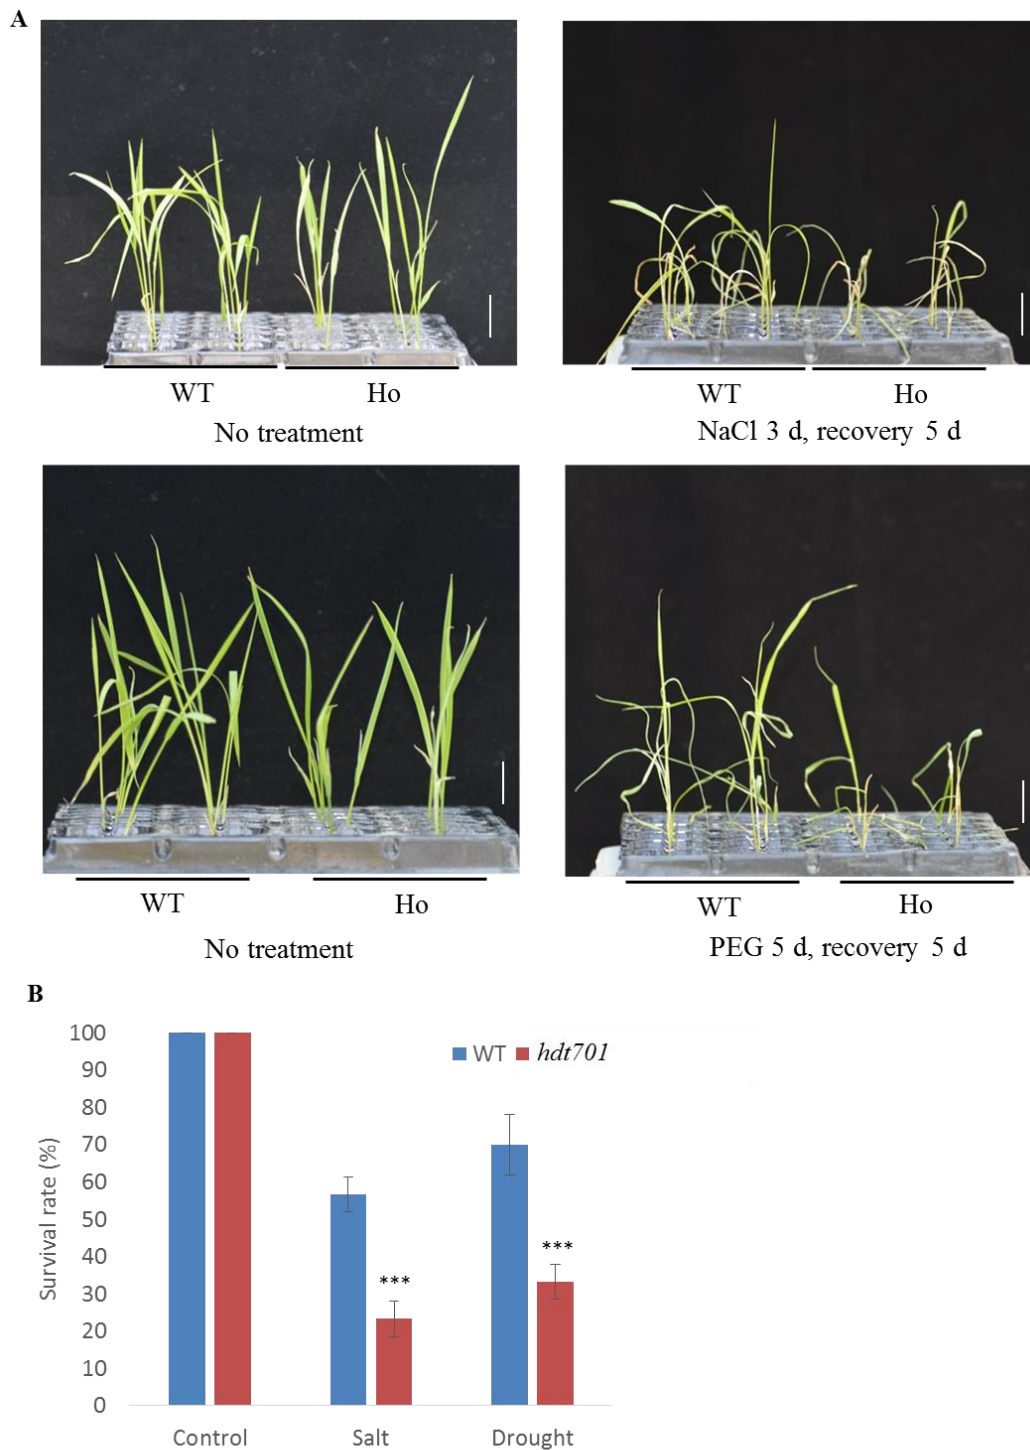 A
WT Ho
No treatment
WT Ho
NaCl 3 d, recovery 5 d
WT Ho
No treatment
WT Ho
PEG 5 d, recovery 5 d
B
WT hdt701
Survival rate (%)
100
90
80
70
60
50
40
30
20
10
0
***
***
Control Salt Drought